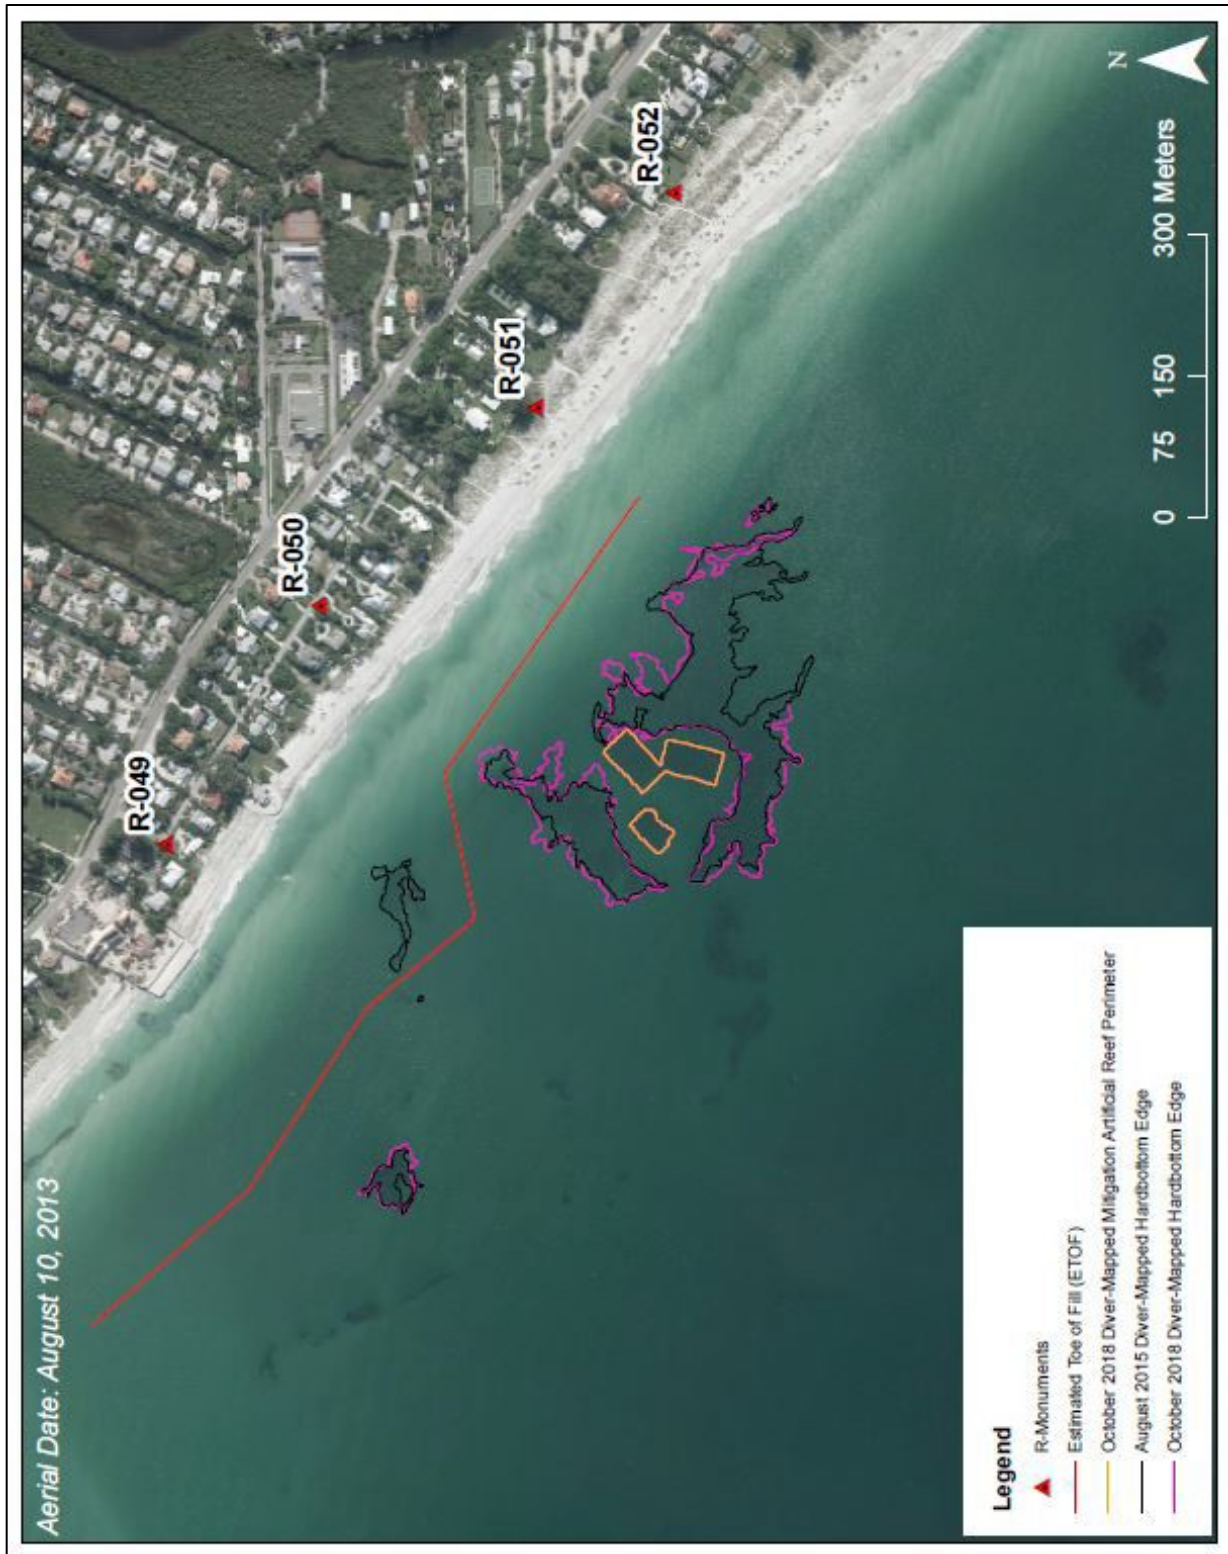 Aerial Date: August 10, 2013
R-049
R-050
R-051
R-052
N
0 75 150 300 Meters
Legend
R-Monuments
Estimated Toe of Fill (ETOF)
October 2018 Diver-Mapped Mitigation Artificial Reef Perimeter
August 2015 Diver-Mapped Hardbottom Edge
October 2018 Diver-Mapped Hardbottom Edge